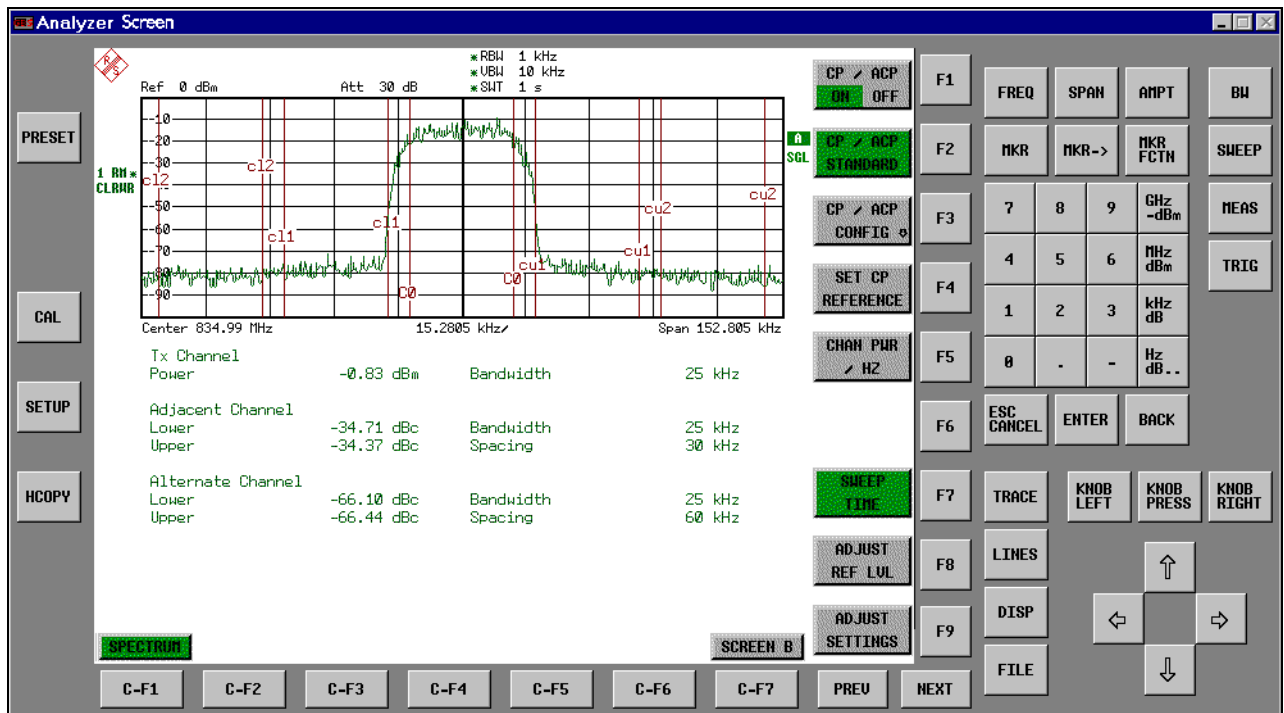 Analyzer Screen
R S
*RBW 1 kHz
*VBW 10 kHz
Ref 0 dBm Att 30 dB *SWT 1 s
1 RM *
CLRWR
A
SGL
-10
-20
-30
-50
-60
-80
-90
cl2
cl2
cl1
cl1
C0
C0
cu1
cu1
cu2
cu2
Center 834.99 MHz 15.2805 kHz/ Span 152.805 kHz
Tx Channel
Power -0.83 dBm Bandwidth 25 kHz
Adjacent Channel
Lower -34.71 dBc Bandwidth 25 kHz
Upper -34.37 dBc Spacing 30 kHz
Alternate Channel
Lower -66.10 dBc Bandwidth 25 kHz
Upper -66.44 dBc Spacing 60 kHz
SPECTRUM
SCREEN B
PRESET
CAL
SETUP
HCOPY
CP / ACP
ON OFF
CP / ACP
STANDARD
CP / ACP
CONFIG
SET CP
REFERENCE
CHAN PWR
/ HZ
SWEEP
TIME
ADJUST
REF LVL
ADJUST
SETTINGS
F1
F2
F3
F4
F5
F6
F7
F8
F9
C-F1 C-F2 C-F3 C-F4 C-F5 C-F6 C-F7 PREV NEXT
FREQ SPAN AMPT BW
MKR MKR-> MKR FCTN SWEEP
7 8 9 GHz -dBm MEAS
4 5 6 MHz dBm TRIG
1 2 3 kHz dB
0 . - Hz dB..
ESC CANCEL ENTER BACK
TRACE KNOB LEFT KNOB PRESS KNOB RIGHT
LINES
DISP
FILE